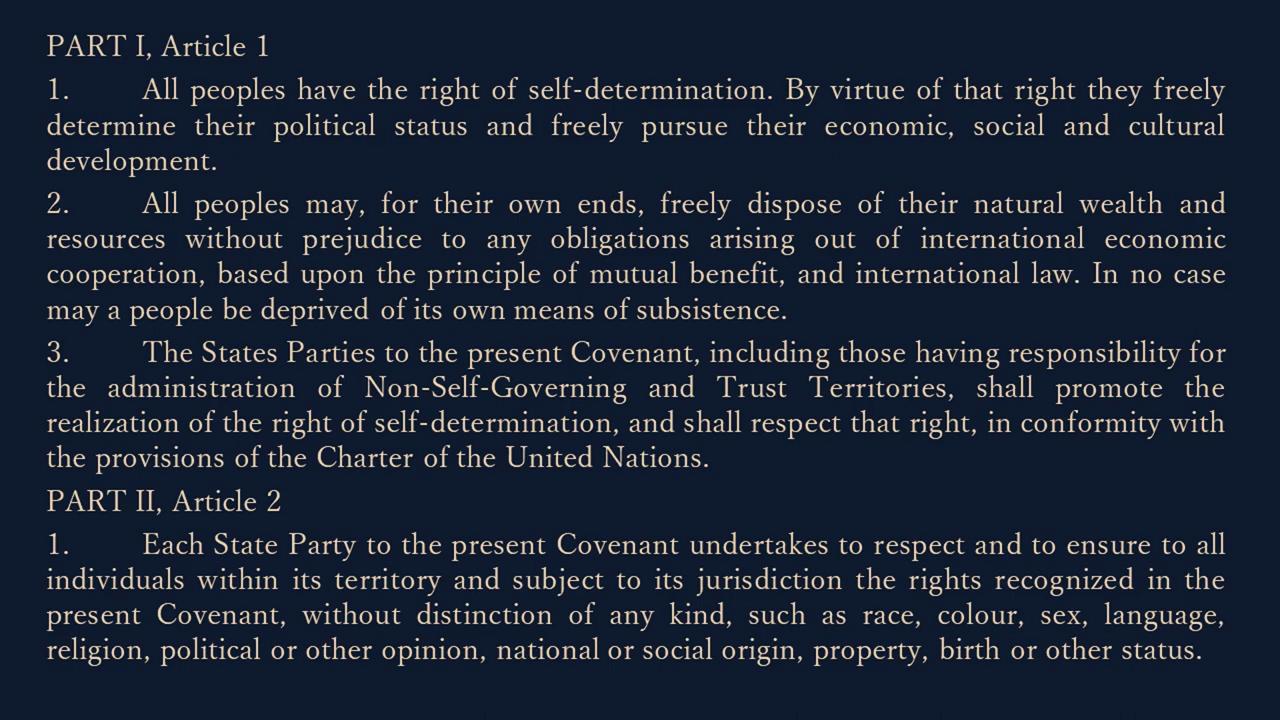 PART I, Article 1
1. All peoples have the right of self-determination. By virtue of that right they freely
determine their political status and freely pursue their economic, social and cultural
development.
2. All peoples may, for their own ends, freely dispose of their natural wealth and
resources without prejudice to any obligations arising out of international economic
cooperation, based upon the principle of mutual benefit, and international law. In no case
may a people be deprived of its own means of subsistence.
3. The States Parties to the present Covenant, including those having responsibility for
the administration of Non-Self-Governing and Trust Territories, shall promote the
realization of the right of self-determination, and shall respect that right, in conformity with
the provisions of the Charter of the United Nations.
PART II, Article 2
1. Each State Party to the present Covenant undertakes to respect and to ensure to all
individuals within its territory and subject to its jurisdiction the rights recognized in the
present Covenant, without distinction of any kind, such as race, colour, sex, language,
religion, political or other opinion, national or social origin, property, birth or other status.